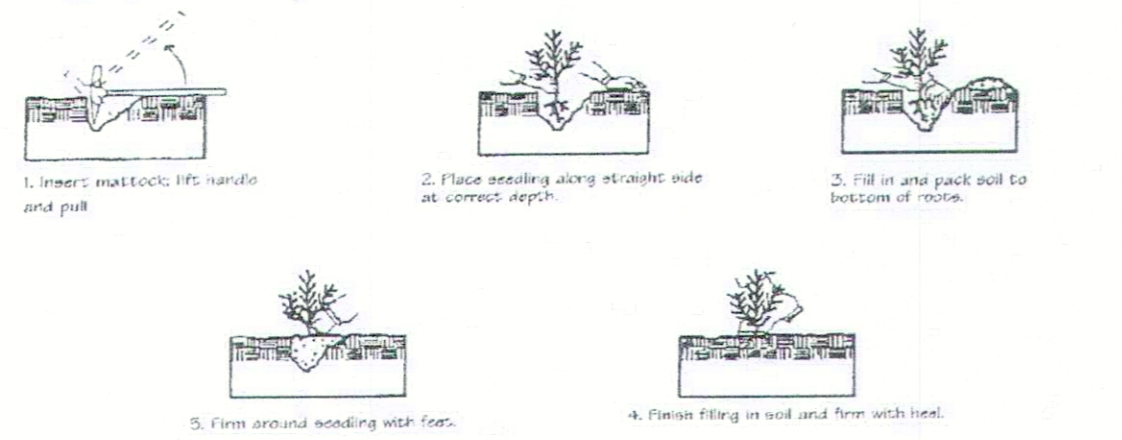 1. Insert mattock; lift handle
and pull
2. Place seedling along straight side
at correct depth.
3. Fill in and pack soil to
bottom of roots.
5. Firm around seedling with feet.
4. Finish filling in soil and firm with heel.